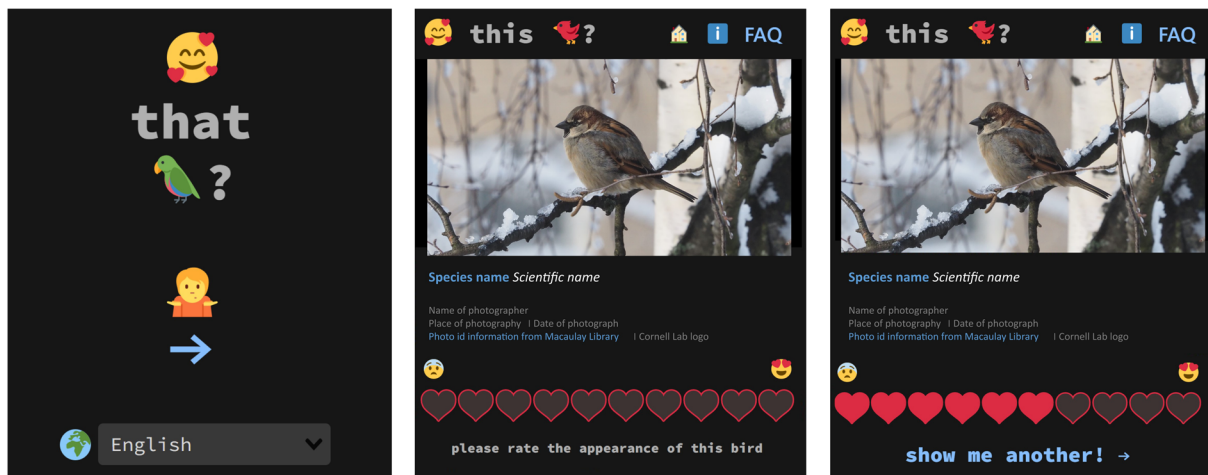 that
?
English
this ?
FAQ
Species name Scientific name
Name of photographer
Place of photography | Date of photograph
Photo id information from Macaulay Library | Cornell Lab logo
please rate the appearance of this bird
this ?
FAQ
Species name Scientific name
Name of photographer
Place of photography | Date of photograph
Photo id information from Macaulay Library | Cornell Lab logo
show me another! →